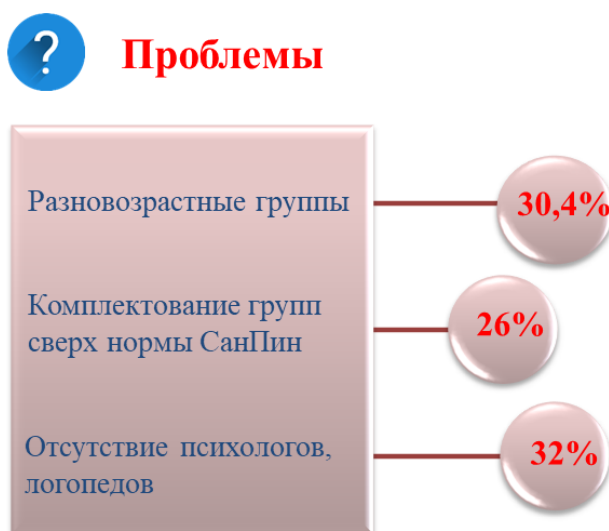 ?
Проблемы
Разновозрастные группы
30,4%
Комплектование групп
сверх нормы СанПин
26%
Отсутствие психологов,
логопедов
32%